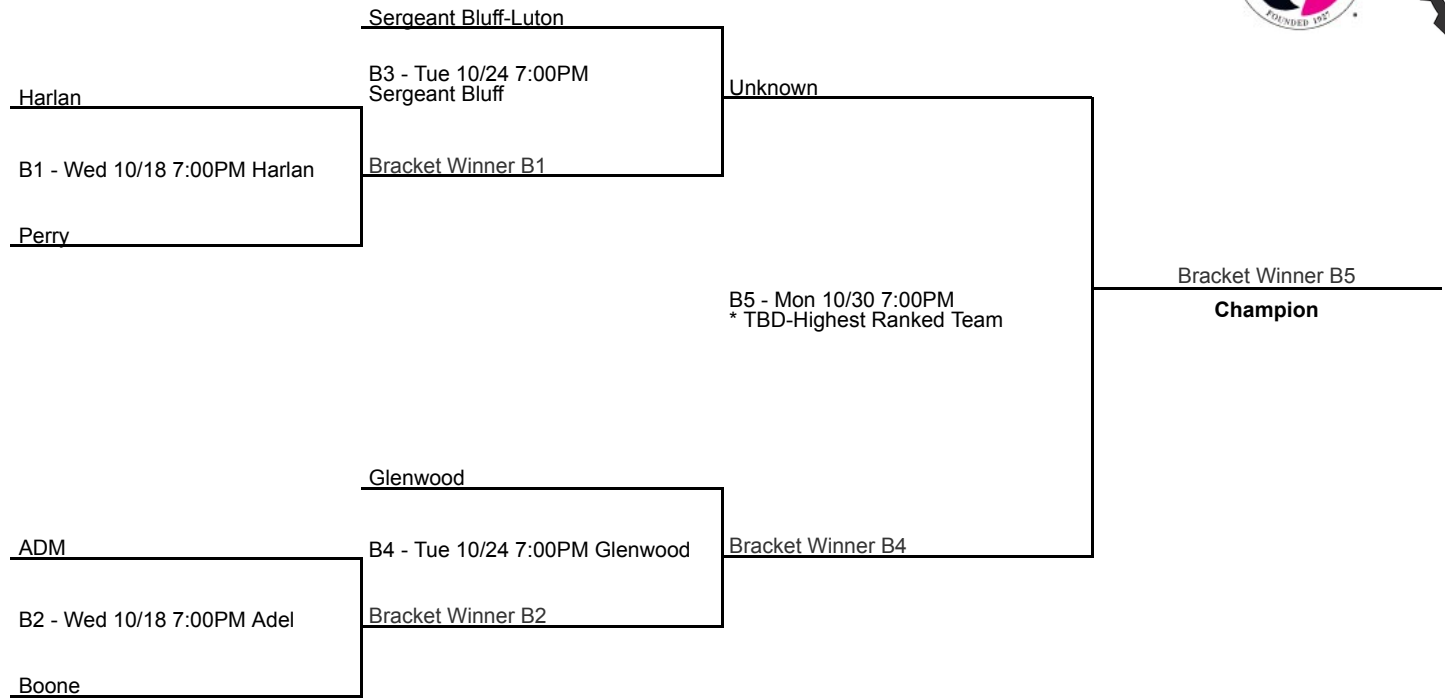 Sergeant Bluff-Luton
FOUNDED 1927
B3 - Tue 10/24 7:00PM
Sergeant Bluff
Harlan
Unknown
B1 - Wed 10/18 7:00PM Harlan
Bracket Winner B1
Perry
Bracket Winner B5
B5 - Mon 10/30 7:00PM
* TBD-Highest Ranked Team
Champion
Glenwood
ADM
B4 - Tue 10/24 7:00PM Glenwood
Bracket Winner B4
B2 - Wed 10/18 7:00PM Adel
Bracket Winner B2
Boone